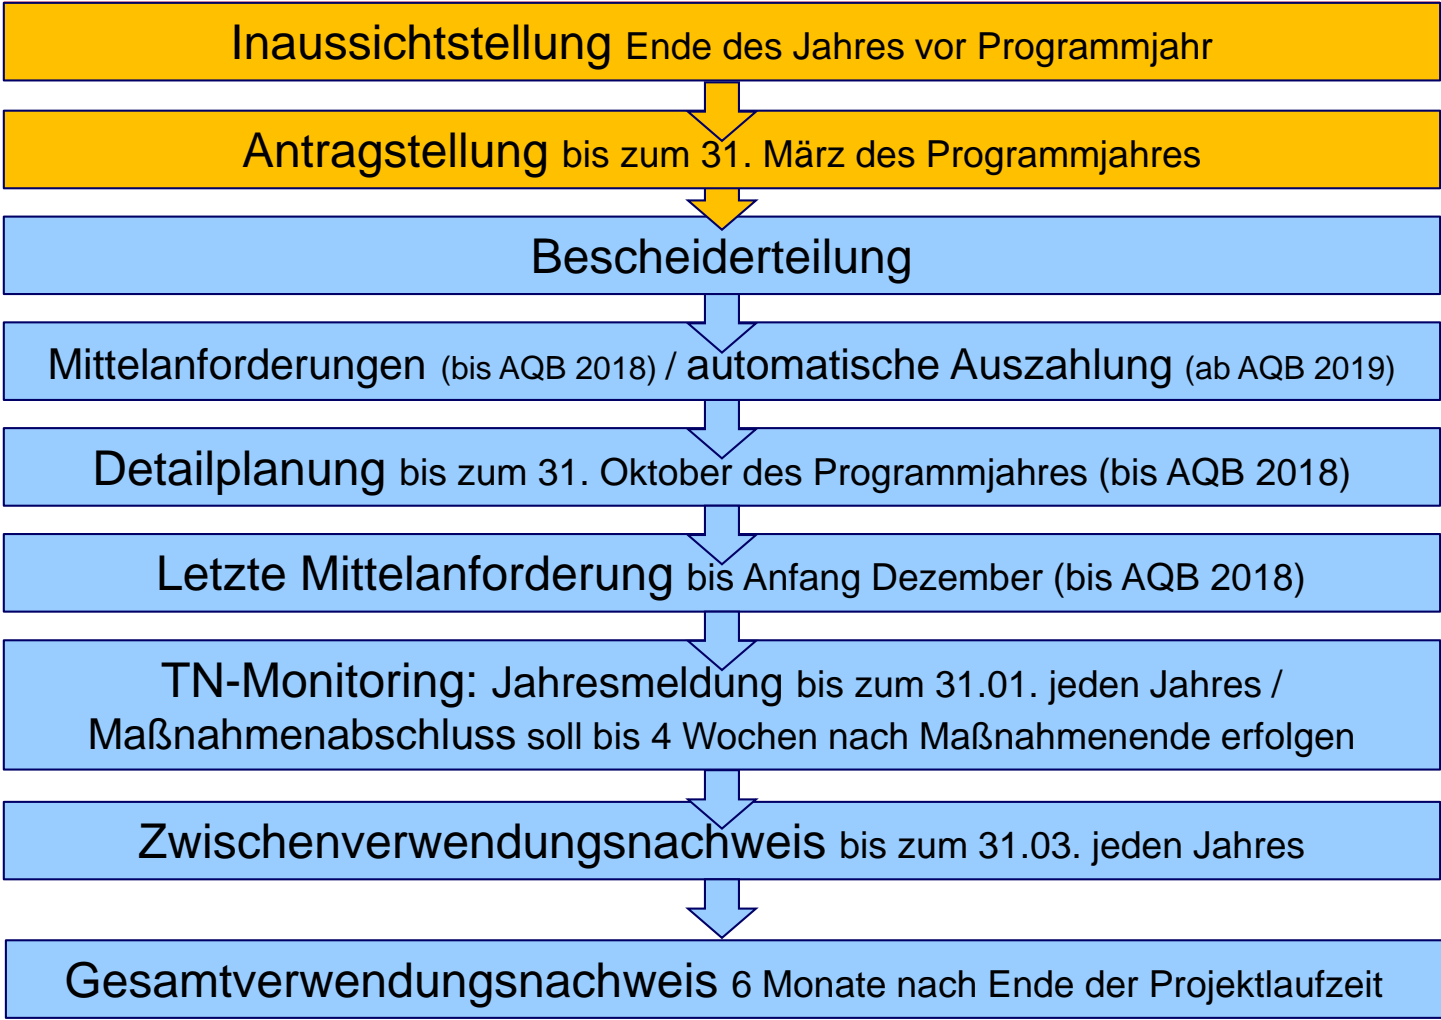 Inaussichtstellung Ende des Jahres vor Programmjahr
Antragstellung bis zum 31. März des Programmjahres
Bescheiderteilung
Mittelanforderungen (bis AQB 2018) / automatische Auszahlung (ab AQB 2019)
Detailplanung bis zum 31. Oktober des Programmjahres (bis AQB 2018)
Letzte Mittelanforderung bis Anfang Dezember (bis AQB 2018)
TN-Monitoring: Jahresmeldung bis zum 31.01. jeden Jahres /
Maßnahmenabschluss soll bis 4 Wochen nach Maßnahmenende erfolgen
Zwischenverwendungsnachweis bis zum 31.03. jeden Jahres
Gesamtverwendungsnachweis 6 Monate nach Ende der Projektlaufzeit